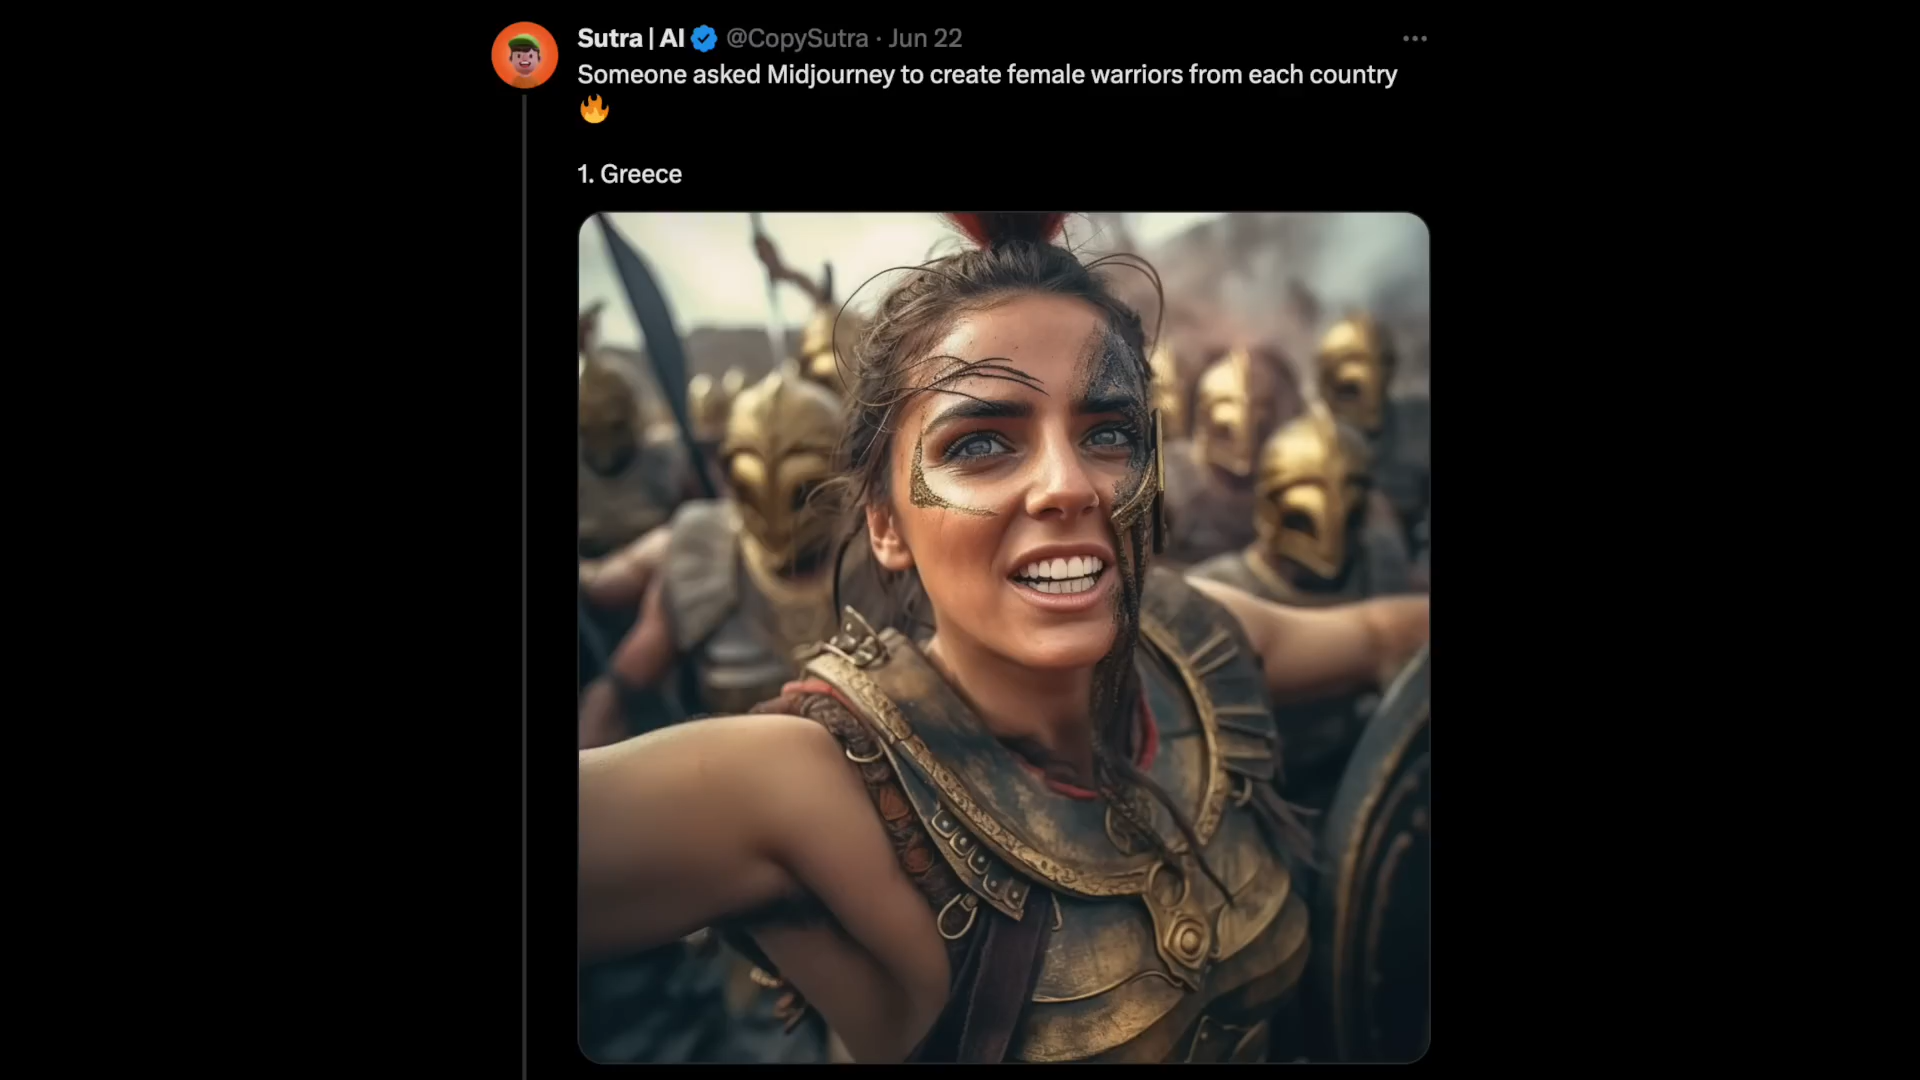 Sutra | AI @CopySutra · Jun 22
Someone asked Midjourney to create female warriors from each country
🔥
1. Greece